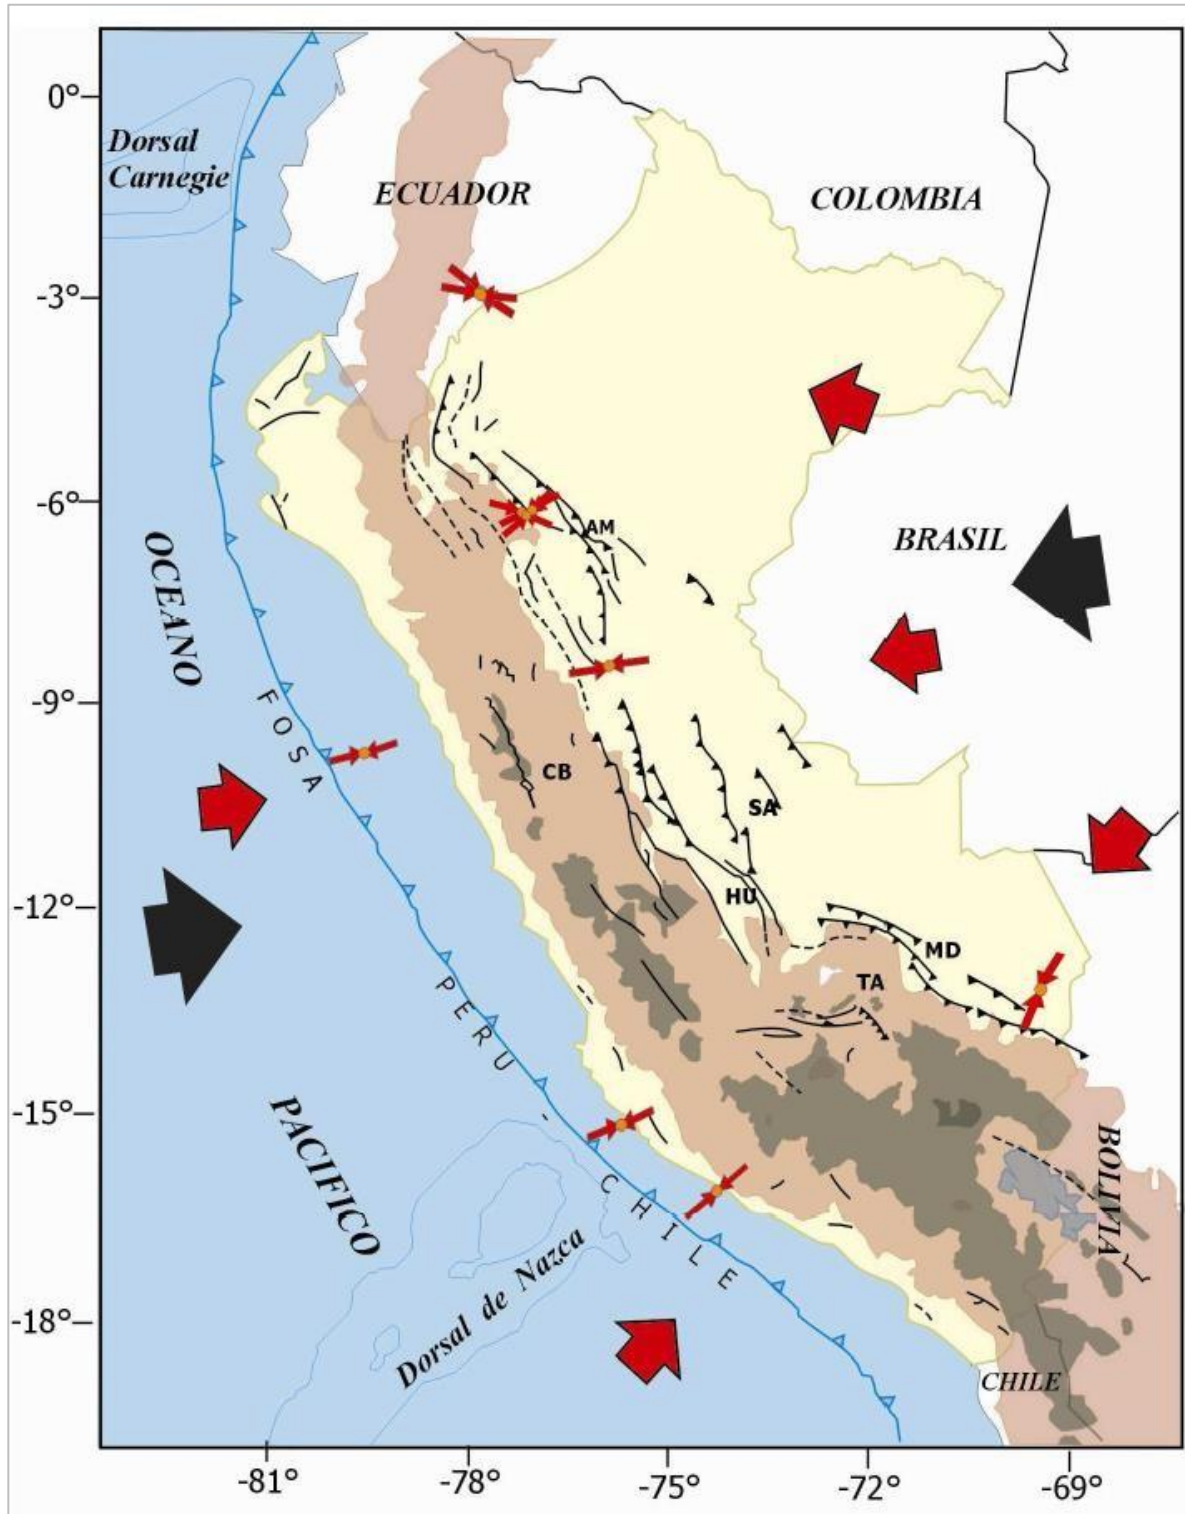 0°
Dorsal
Carnegie
ECUADOR
COLOMBIA
-3°
-6°
AM
BRASIL
OCEANO
-9°
FOSA
CB
SA
-12°
HU
MD
TA
PERU
-15°
BOLIVIA
PACIFICO
CHILE
Dorsal de Nazca
-18°
CHILE
-81°
-78°
-75°
-72°
-69°